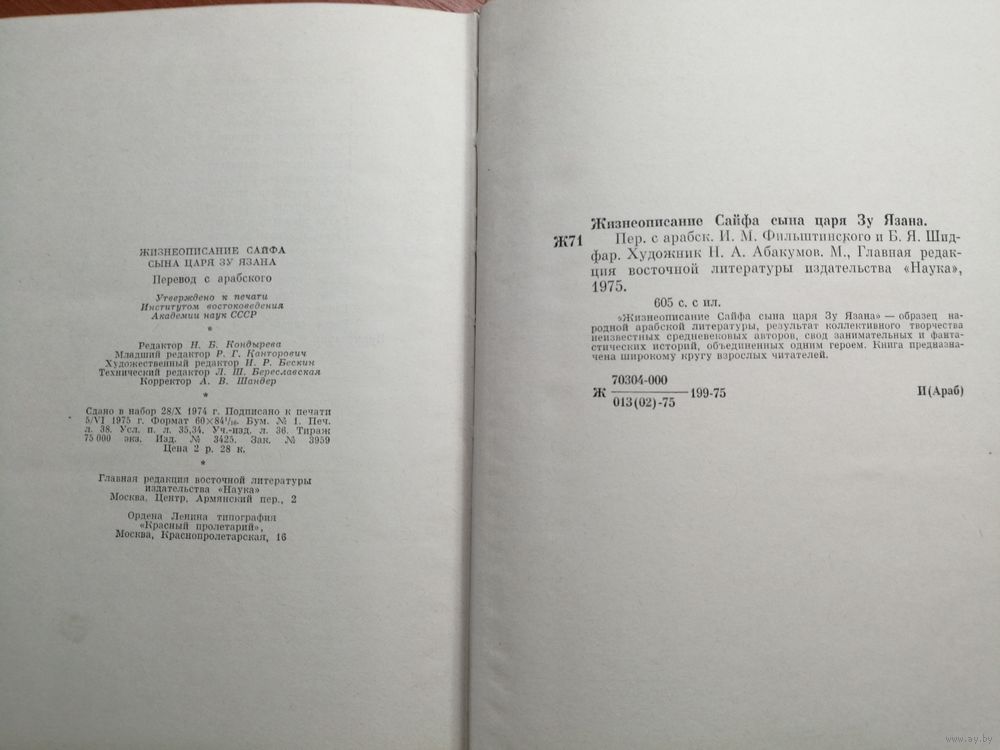 ЖИЗНЕОПИСАНИЕ САЙФА
СЫНА ЦАРЯ ЗУ ЯЗАНА
Перевод с арабского
Утверждено к печати
Институтом востоковедения
Академии наук СССР
*
Редактор Н. Б. Кондырева
Младший редактор Р. Г. Канторович
Художественный редактор И. Р. Бескин
Технический редактор Л. Ш. Береславская
Корректор А. В. Шандер
*
Сдано в набор 28/X 1974 г. Подписано к печати
5/VI 1975 г. Формат 60×84¹/₁₆. Бум. № 1. Печ.
л. 38. Усл. п. л. 35,34. Уч.-изд. л. 36. Тираж
75 000 экз. Изд. № 3425. Зак. № 3959
Цена 2 р. 28 к.
*
Главная редакция восточной литературы
издательства «Наука»
Москва, Центр, Армянский пер., 2
Ордена Ленина типография
«Красный пролетарий»,
Москва, Краснопролетарская, 16
Жизнеописание Сайфа сына царя Зу Язана.
Ж71 Пер. с арабск. И. М. Фильштинского и Б. Я. Шид-
фар. Художник Н. А. Абакумов. М., Главная редак-
ция восточной литературы издательства «Наука»,
1975.
605 с. с ил.
«Жизнеописание Сайфа сына царя Зу Язана» — образец на-
родной арабской литературы, результат коллективного творчества
неизвестных средневековых авторов, свод занимательных и фанта-
стических историй, объединенных одним героем. Книга предназна-
чена широкому кругу взрослых читателей.
70304-000
Ж 199-75 И(Араб)
013(02)-75
www.ay.by